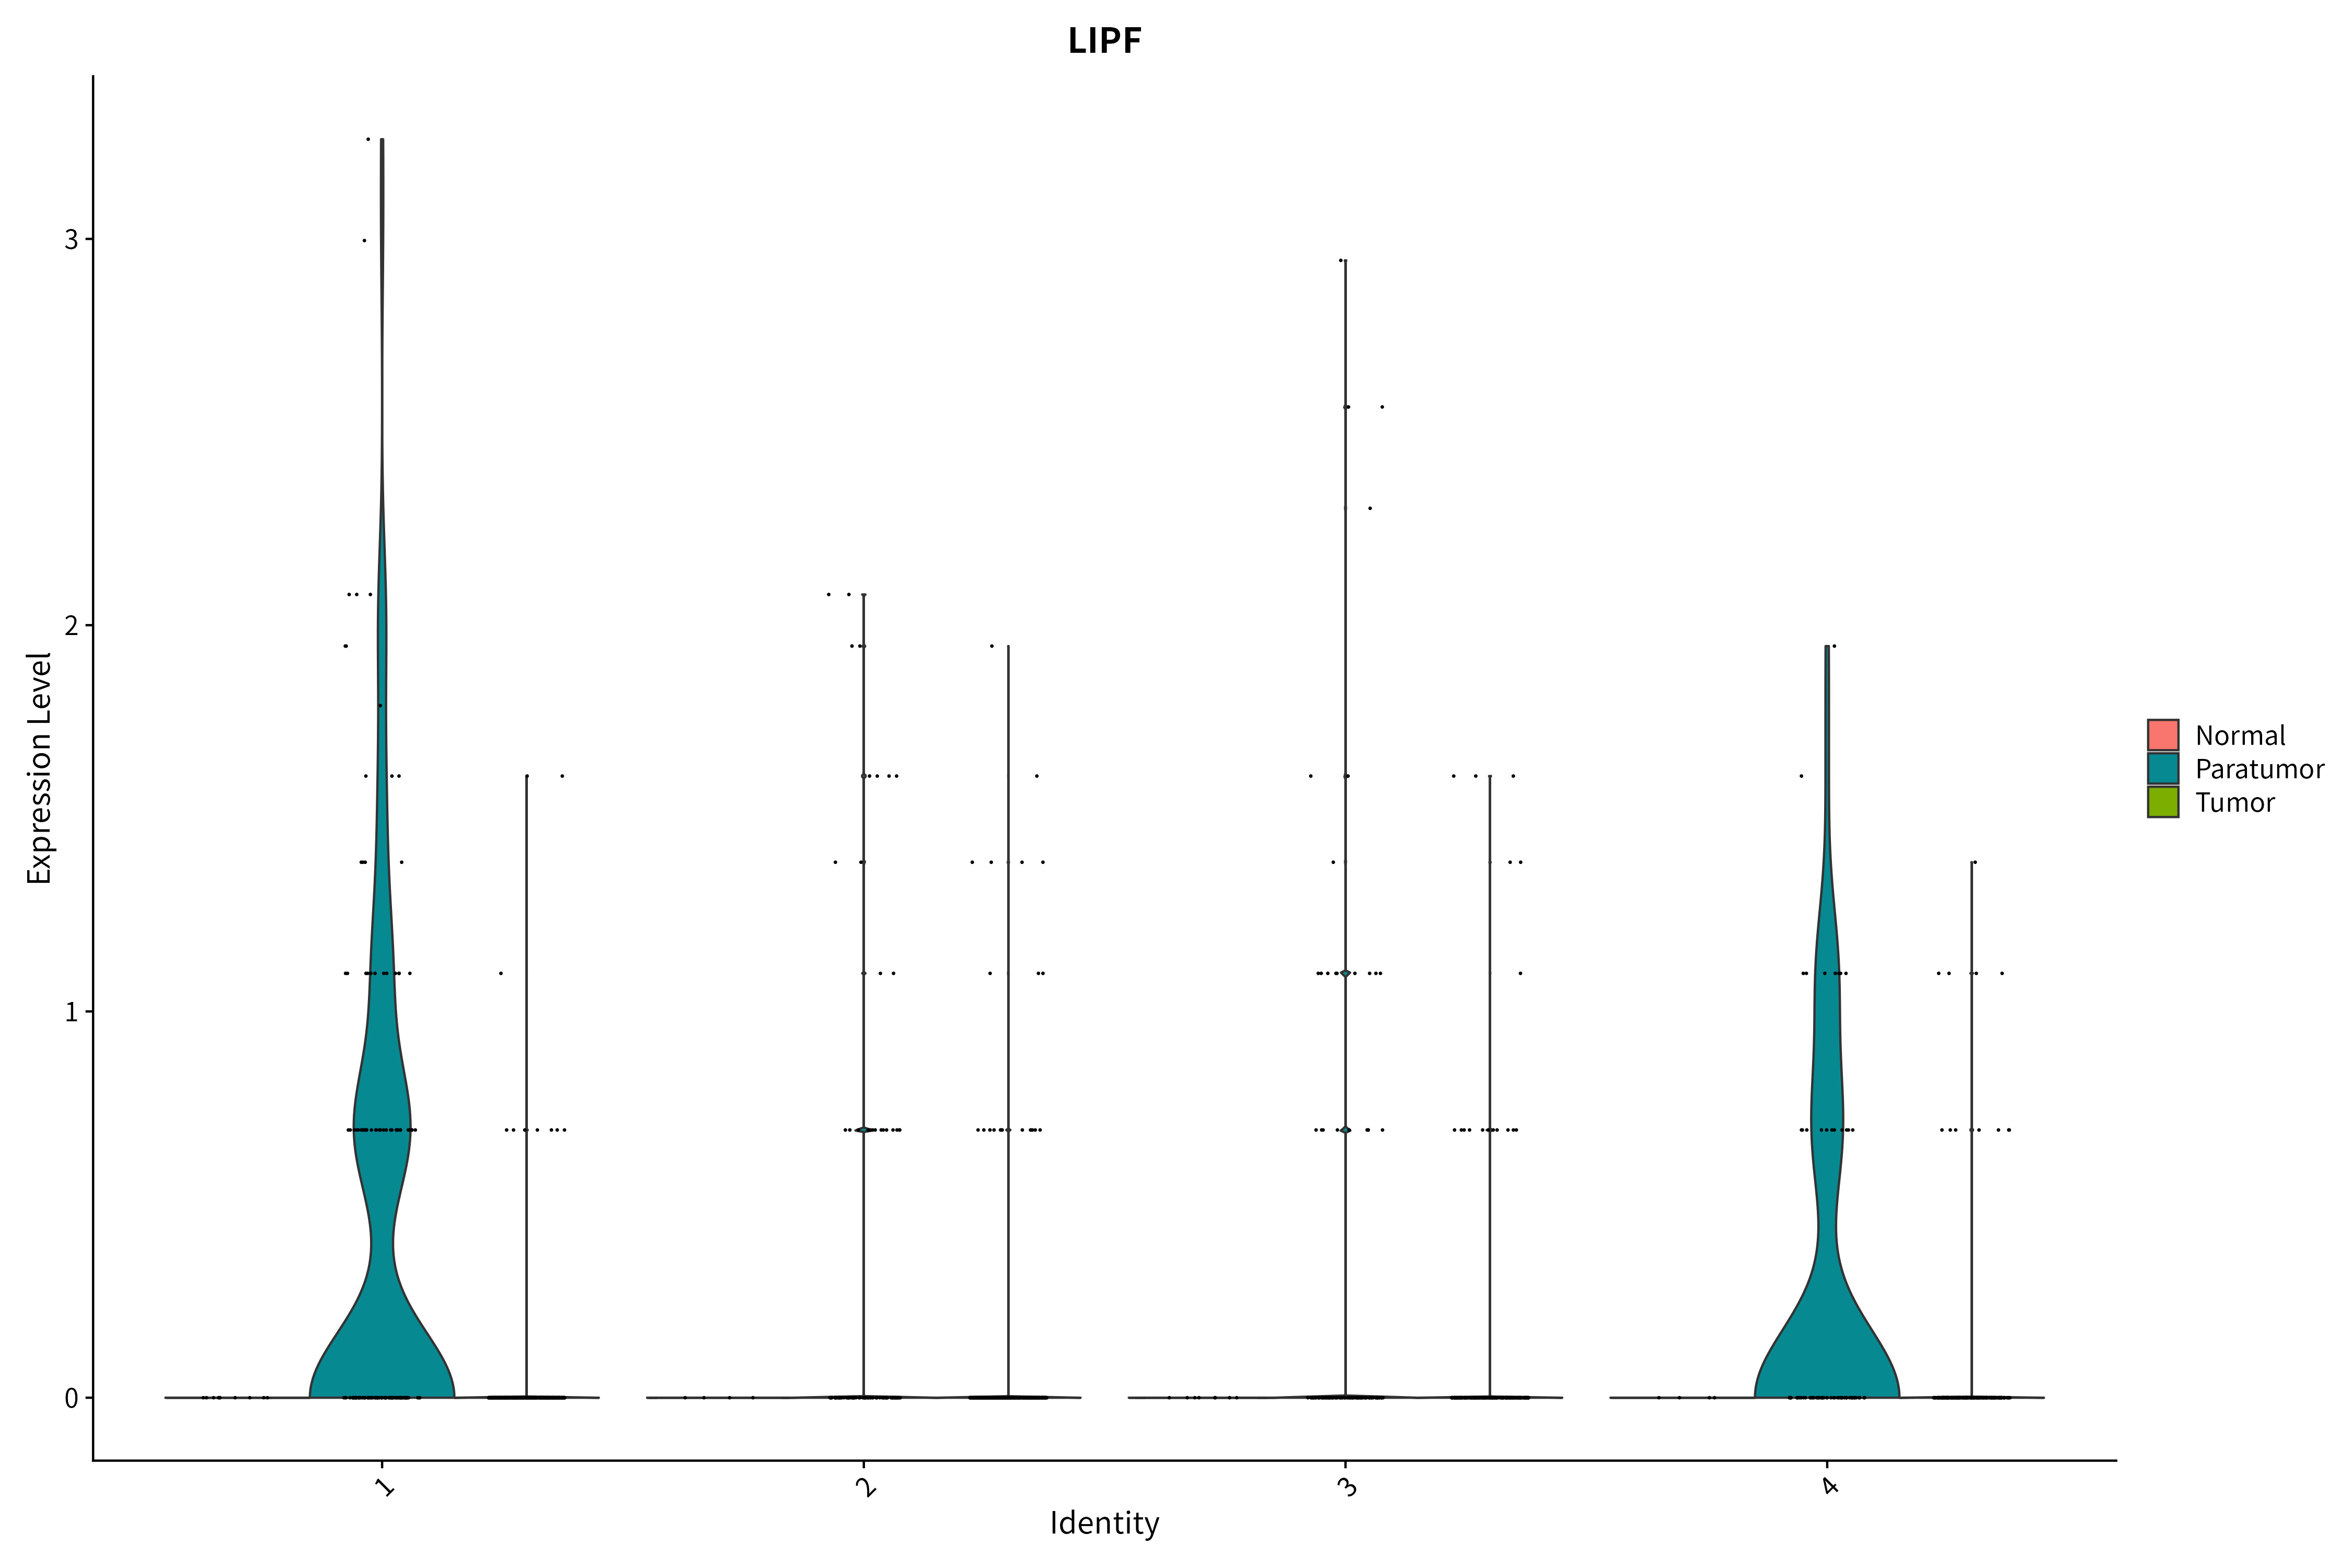 LIPF
Expression Level
3
2
1
0
1
2
3
4
Identity
Normal
Paratumor
Tumor